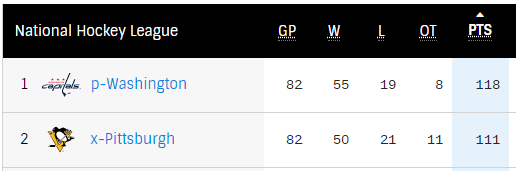 National Hockey League GP W L OT PTS
1 capitals p-Washington 82 55 19 8 118
2 x-Pittsburgh 82 50 21 11 111